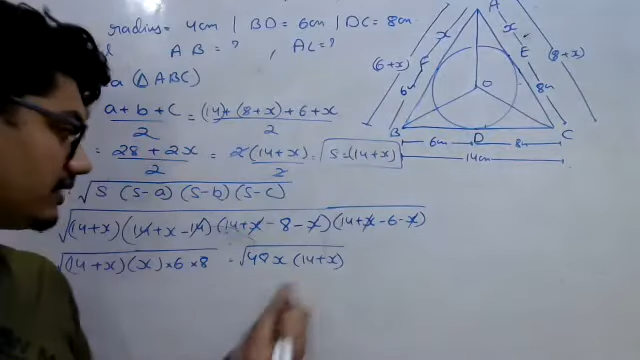 radius = 4cm | BD = 6cm | DC = 8cm
AB = ? , AC = ?
(△ ABC)
a + b + c / 2 = (14) + (8+x) + 6 + x / 2
= 28 + 2x / 2 = 2(14+x) / 2 = S = (14+x)
√S (S-a) (S-b) (S-c)
√(14+x) (14+x-14) (14+x-8-x) (14+x-6-x)
√(14+x) (x) × 6 × 8 = √48x (14+x)
A
x
x
F
E
(6+x)
(8+x)
6cm
8cm
O
B
D
C
6cm
8cm
14cm